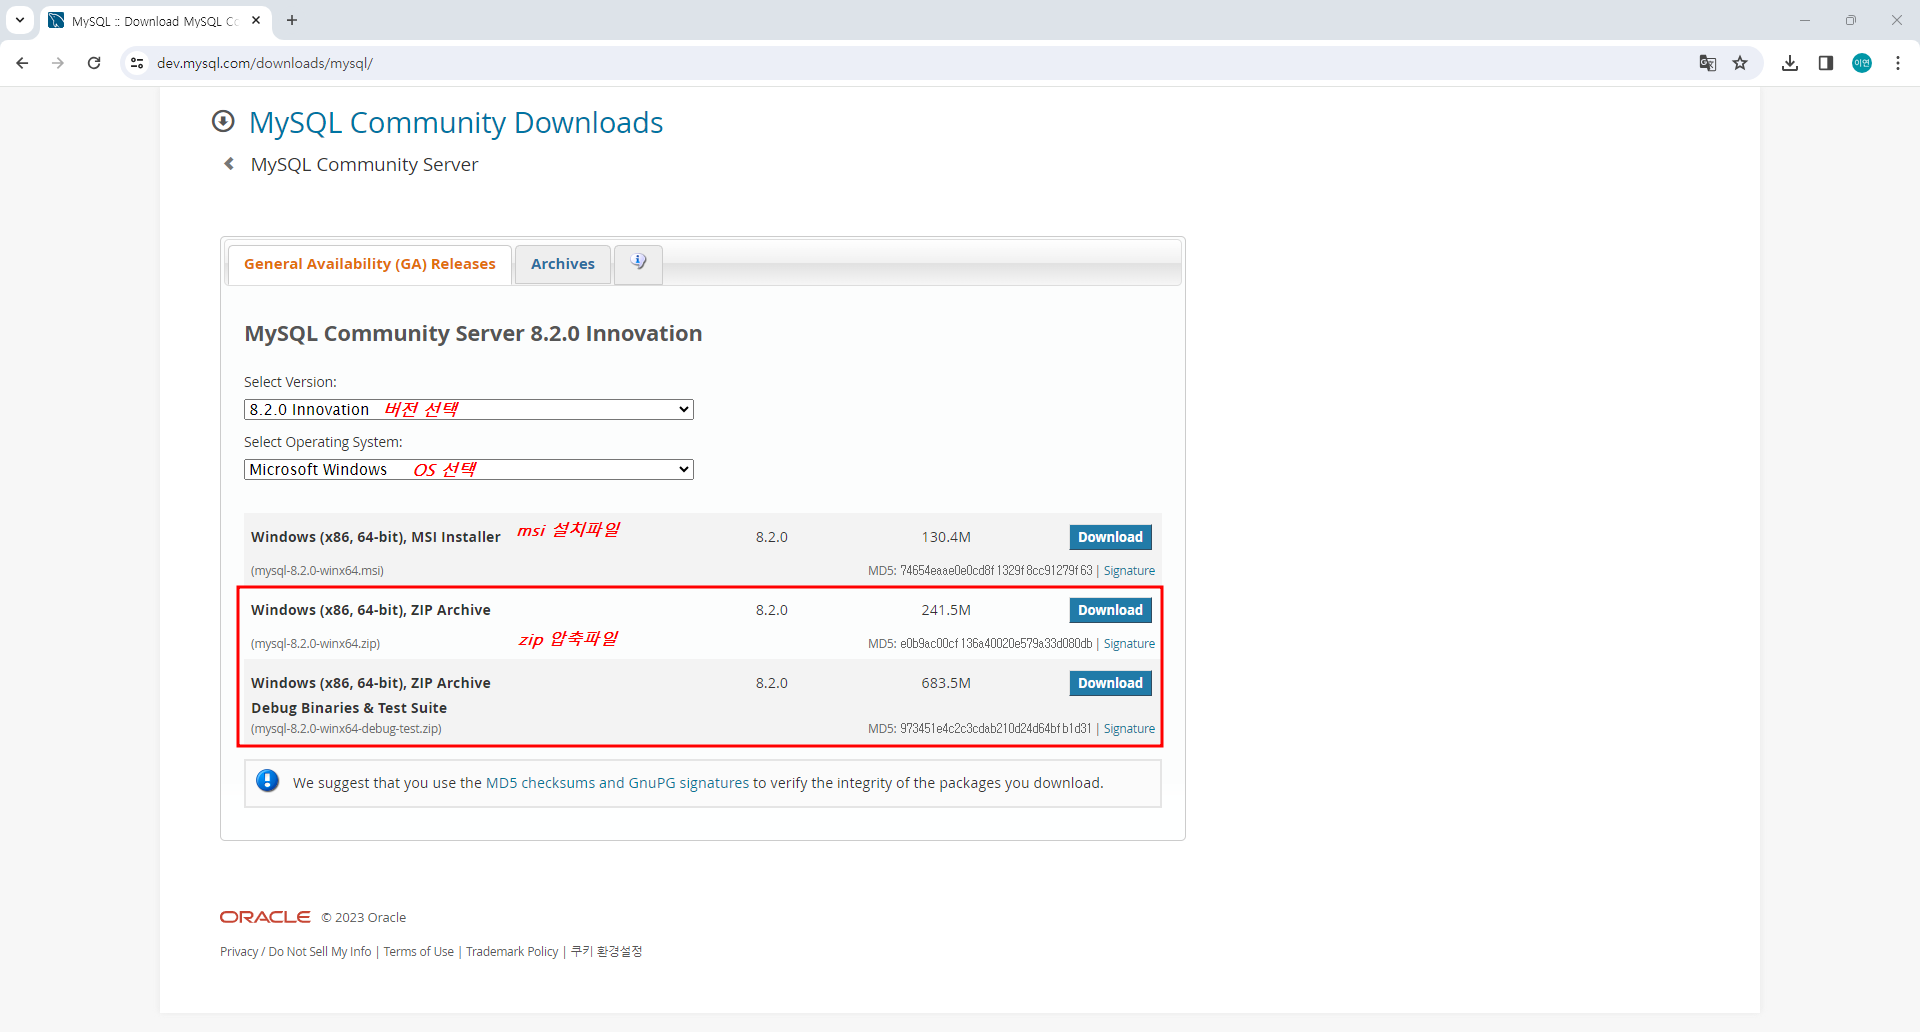 MySQL :: Download MySQL Co
dev.mysql.com/downloads/mysql/
이연
MySQL Community Downloads
MySQL Community Server
General Availability (GA) Releases
Archives
MySQL Community Server 8.2.0 Innovation
Select Version:
8.2.0 Innovation 버전 선택
Select Operating System:
Microsoft Windows OS 선택
Windows (x86, 64-bit), MSI Installer msi 설치파일 8.2.0 130.4M Download
(mysql-8.2.0-winx64.msi) MD5: 74654eaae0e0cd8f1329f8cc91279f63 | Signature
Windows (x86, 64-bit), ZIP Archive 8.2.0 241.5M Download
(mysql-8.2.0-winx64.zip) zip 압축파일 MD5: e0b9ac00cf136a40020e579a33d080db | Signature
Windows (x86, 64-bit), ZIP Archive 8.2.0 683.5M Download
Debug Binaries & Test Suite
(mysql-8.2.0-winx64-debug-test.zip) MD5: 973451e4c2c3cdab210d24d64bfb1d31 | Signature
We suggest that you use the MD5 checksums and GnuPG signatures to verify the integrity of the packages you download.
ORACLE © 2023 Oracle
Privacy / Do Not Sell My Info | Terms of Use | Trademark Policy | 쿠키 환경설정